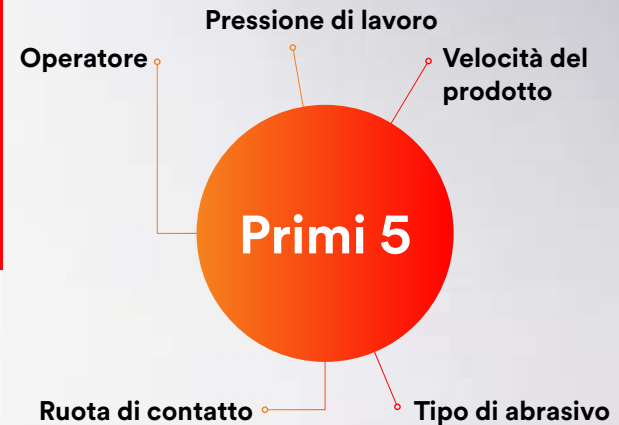 Pressione di lavoro
Operatore
Velocità del
prodotto
Primi 5
Ruota di contatto
Tipo di abrasivo